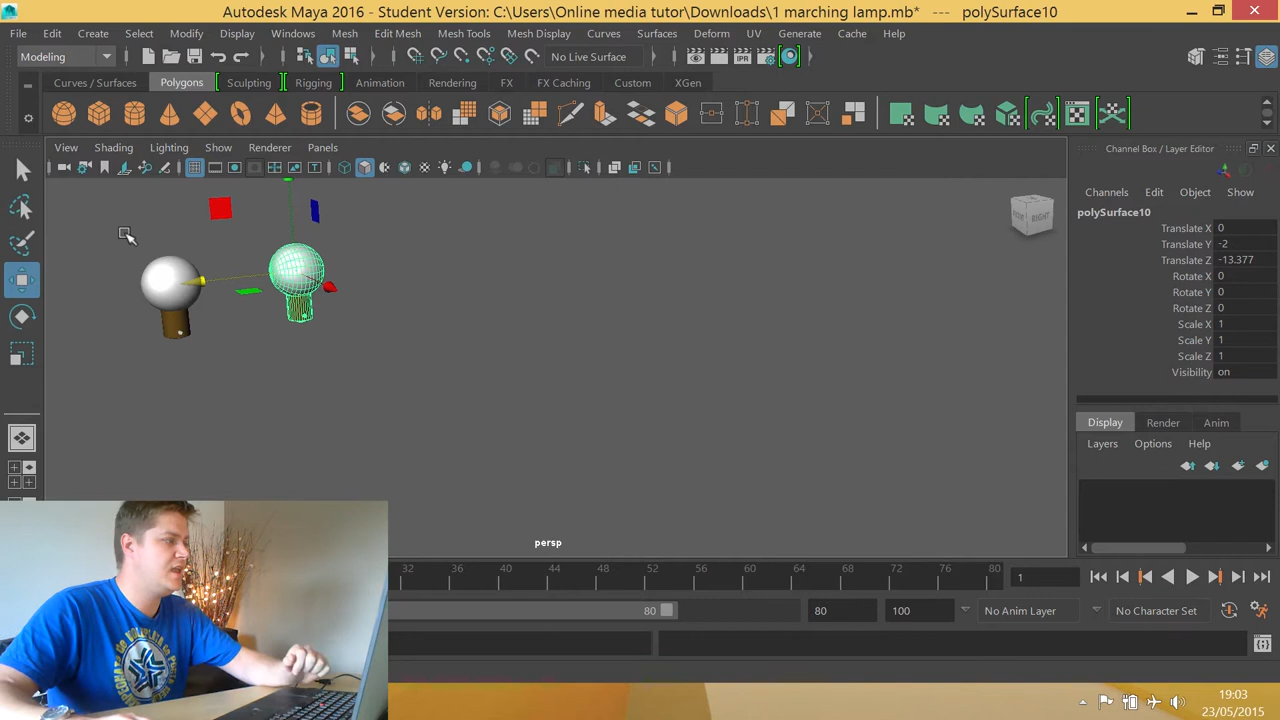 Autodesk Maya 2016 - Student Version: C:\Users\Online media tutor\Downloads\1 marching lamp.mb* --- polySurface10
File Edit Create Select Modify Display Windows Mesh Edit Mesh Mesh Tools Mesh Display Curves Surfaces Deform UV Generate Cache Help
Modeling No Live Surface IPR
Curves / Surfaces Polygons Sculpting Rigging Animation Rendering FX FX Caching Custom XGen
View Shading Lighting Show Renderer Panels
Channel Box / Layer Editor
Channels Edit Object Show
polySurface10
Translate X 0
Translate Y -2
Translate Z -13.377
Rotate X 0
Rotate Y 0
Rotate Z 0
Scale X 1
Scale Y 1
Scale Z 1
Visibility on
RIGHT
Display Render Anim
Layers Options Help
persp
32 36 40 44 48 52 56 60 64 68 72 76 80
1
80 80 100 No Anim Layer No Character Set
19:03
23/05/2015